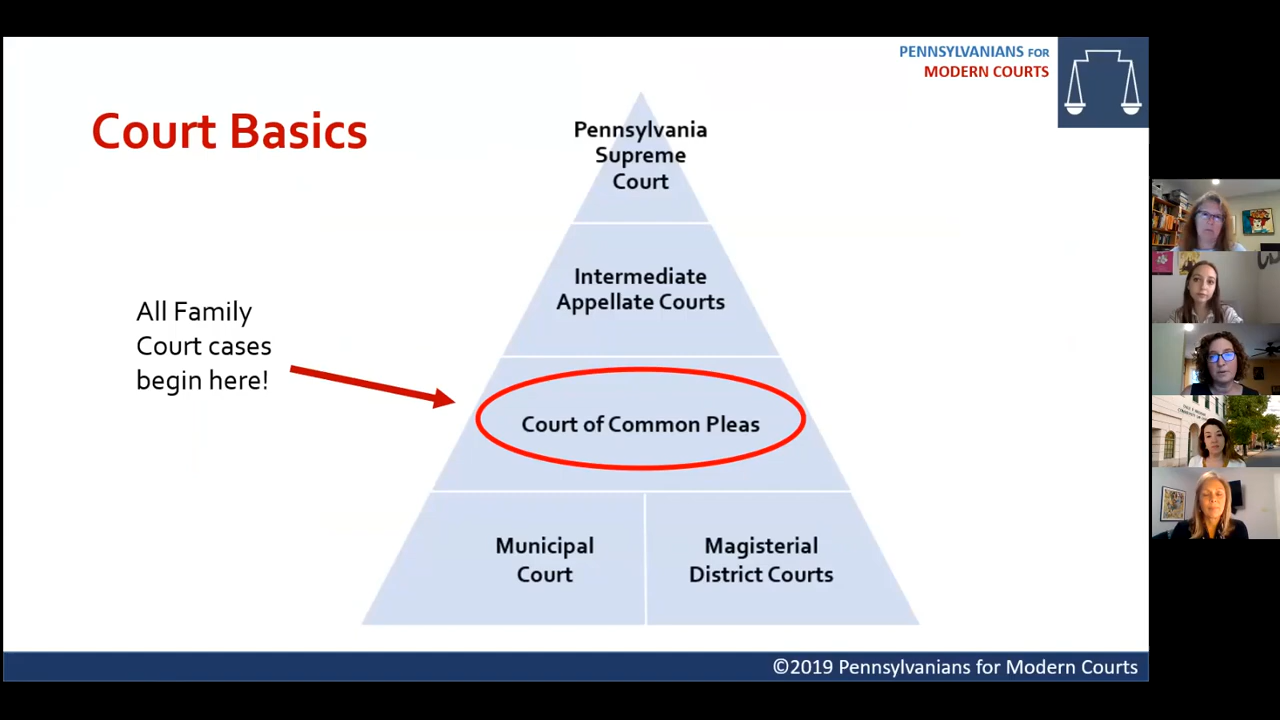 PENNSYLVANIANS FOR
MODERN COURTS
Court Basics
Pennsylvania
Supreme
Court
Intermediate
Appellate Courts
All Family
Court cases
begin here!
Court of Common Pleas
Municipal
Court
Magisterial
District Courts
©2019 Pennsylvanians for Modern Courts